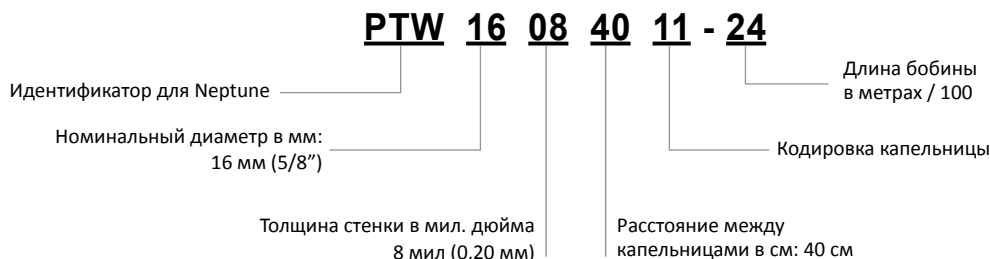 PTW 16 08 40 11 - 24
Длина бобины
в метрах / 100
Идентификатор для Neptune
Номинальный диаметр в мм:
16 мм (5/8”)
Кодировка капельницы
Толщина стенки в мил. дюйма
8 мил (0.20 мм)
Расстояние между
капельницами в см: 40 см